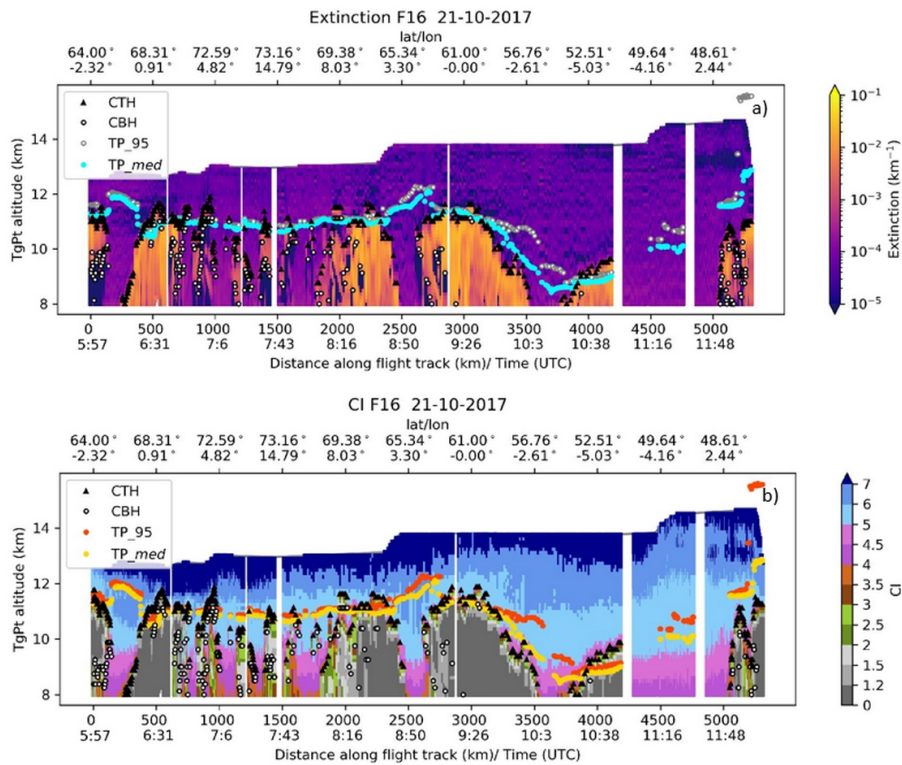 Extinction F16 21-10-2017
lat/lon
64.00° 68.31° 72.59° 73.16° 69.38° 65.34° 61.00° 56.76° 52.51° 49.64° 48.61°
-2.32 0.91 4.82 14.79 8.03 3.30 -0.00 -2.61 -5.03 -4.16 2.44
CTH
CBH
TP_95
TP_med
a)
TgPt altitude (km)
14
12
10
8
0 500 1000 1500 2000 2500 3000 3500 4000 4500 5000
5:57 6:31 7:6 7:43 8:16 8:50 9:26 10:3 10:38 11:16 11:48
Distance along flight track (km)/ Time (UTC)
10⁻¹
10⁻²
10⁻³
10⁻⁴
10⁻⁵
Extinction (km⁻¹)
CI F16 21-10-2017
lat/lon
64.00° 68.31° 72.59° 73.16° 69.38° 65.34° 61.00° 56.76° 52.51° 49.64° 48.61°
-2.32 0.91 4.82 14.79 8.03 3.30 -0.00 -2.61 -5.03 -4.16 2.44
CTH
CBH
TP_95
TP_med
b)
TgPt altitude (km)
14
12
10
8
0 500 1000 1500 2000 2500 3000 3500 4000 4500 5000
5:57 6:31 7:6 7:43 8:16 8:50 9:26 10:3 10:38 11:16 11:48
Distance along flight track (km)/ Time (UTC)
7
6
5
4.5
4
3.5
3
2.5
2
1.5
1.2
0
CI